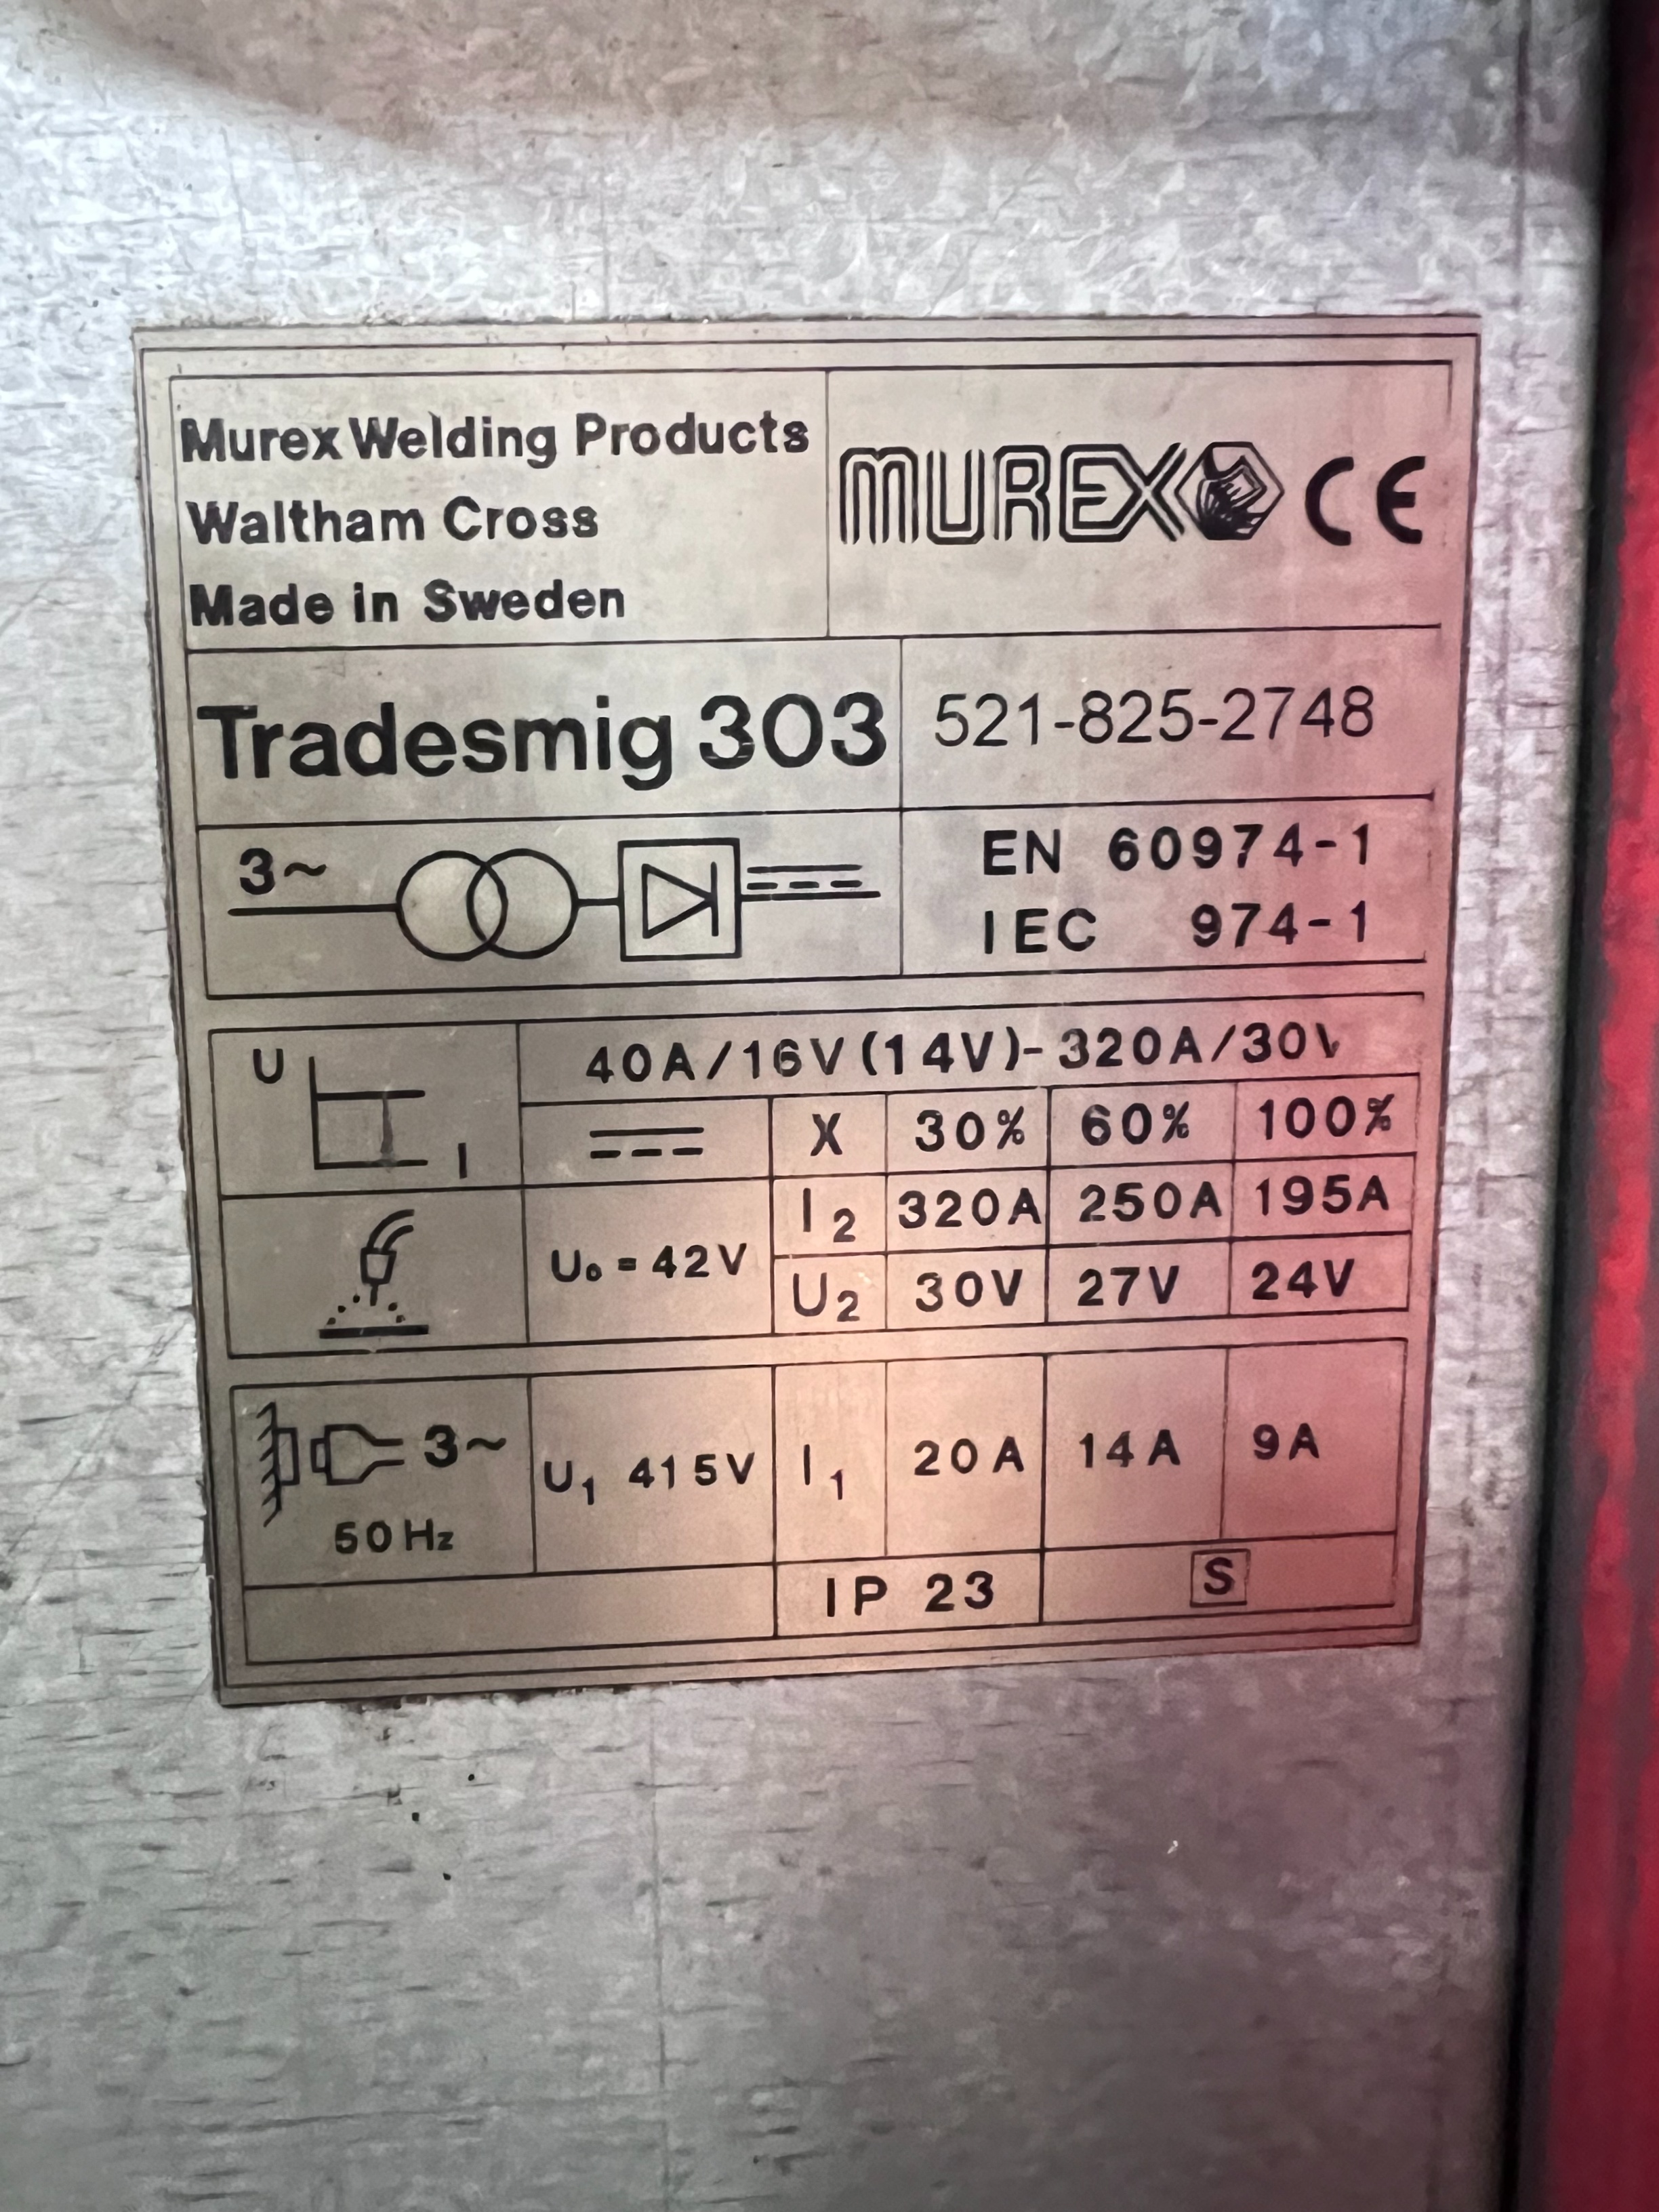 Murex Welding Products
Waltham Cross
Made in Sweden
MUREX CE
Tradesmig 303
521-825-2748
3~
EN 60974-1
IEC 974-1
U
I
40A/16V(14V)-320A/30V
X 30% 60% 100%
I2 320A 250A 195A
U0 = 42V
U2 30V 27V 24V
3~
50Hz
U1 415V
I1 20A 14A 9A
IP 23
S